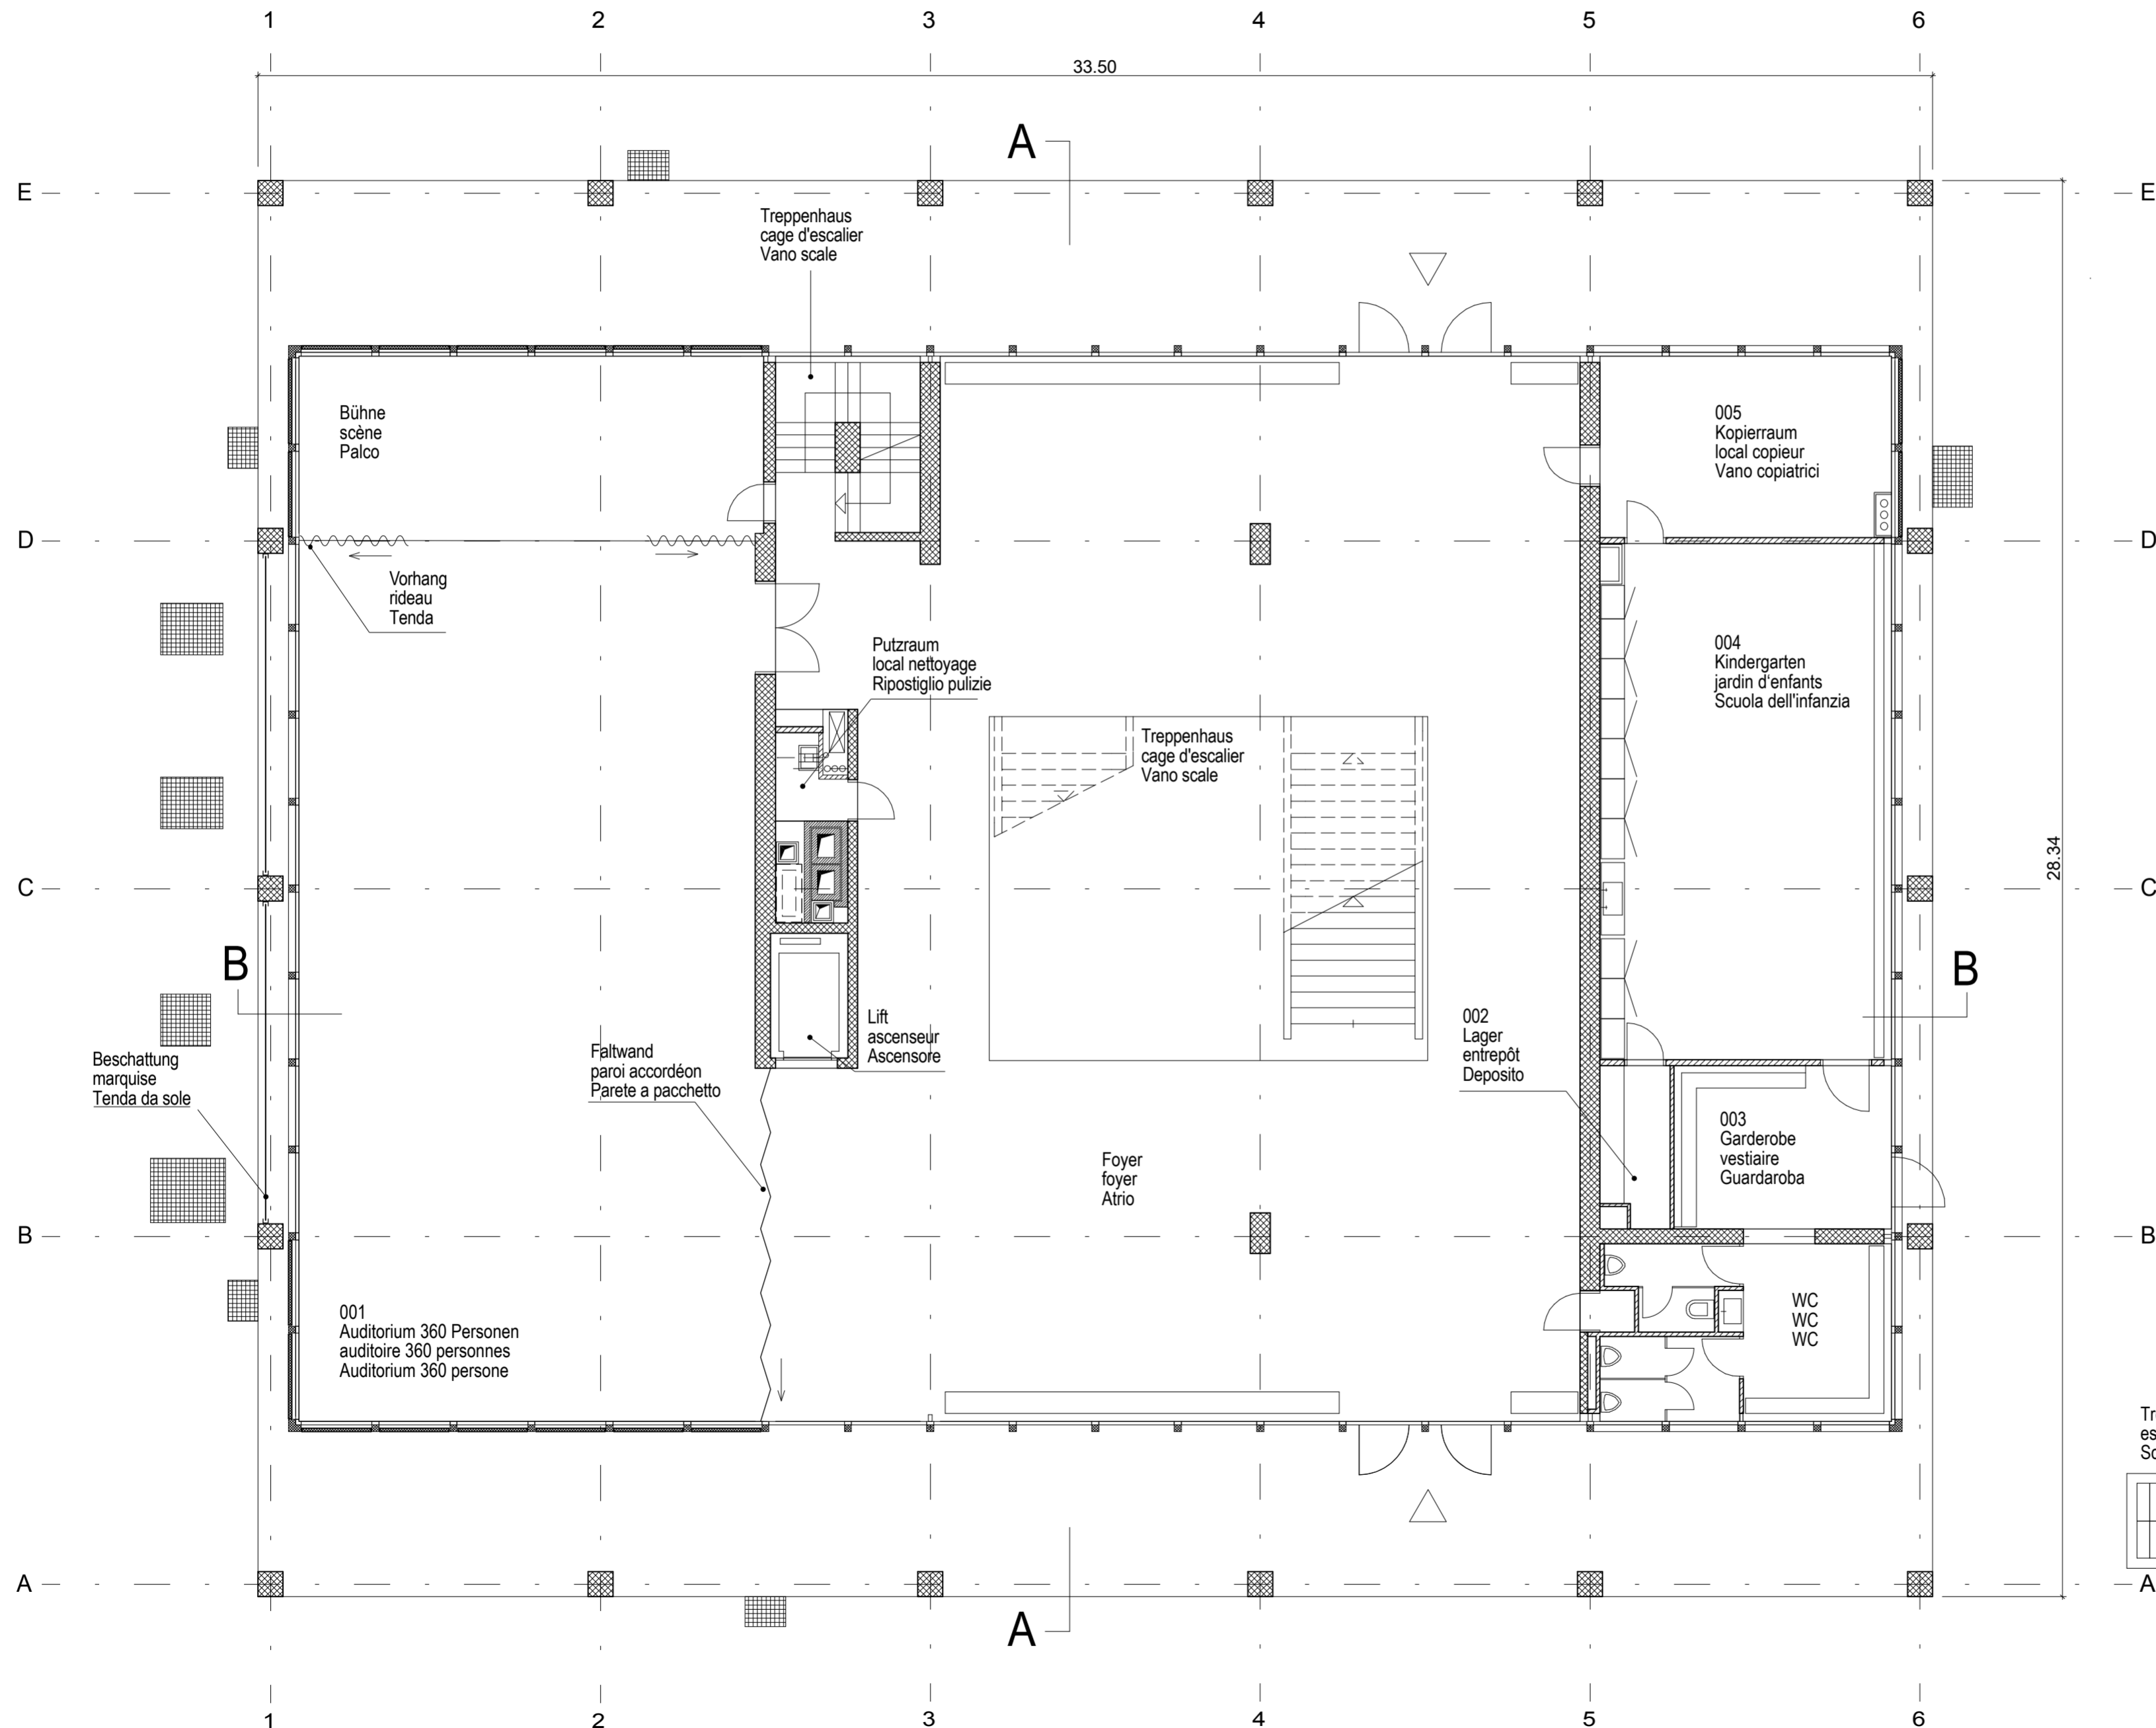 1 2 3 4 5 6
33.50
A
E E
Treppenhaus
cage d'escalier
Vano scale
Bühne
scène
Palco
005
Kopierraum
local copieur
Vano copiatrici
D D
Vorhang
rideau
Tenda
Putzraum
local nettoyage
Ripostiglio pulizie
004
Kindergarten
jardin d'enfants
Scuola dell'infanzia
Treppenhaus
cage d'escalier
Vano scale
28.34
C C
B B
Lift
ascenseur
Ascensore
002
Lager
entrepôt
Deposito
Beschattung
marquise
Tenda da sole
Faltwand
paroi accordéon
Parete a pacchetto
003
Garderobe
vestiaire
Guardaroba
Foyer
foyer
Atrio
B B
001
Auditorium 360 Personen
auditoire 360 personnes
Auditorium 360 persone
WC
WC
WC
A A
A
1 2 3 4 5 6